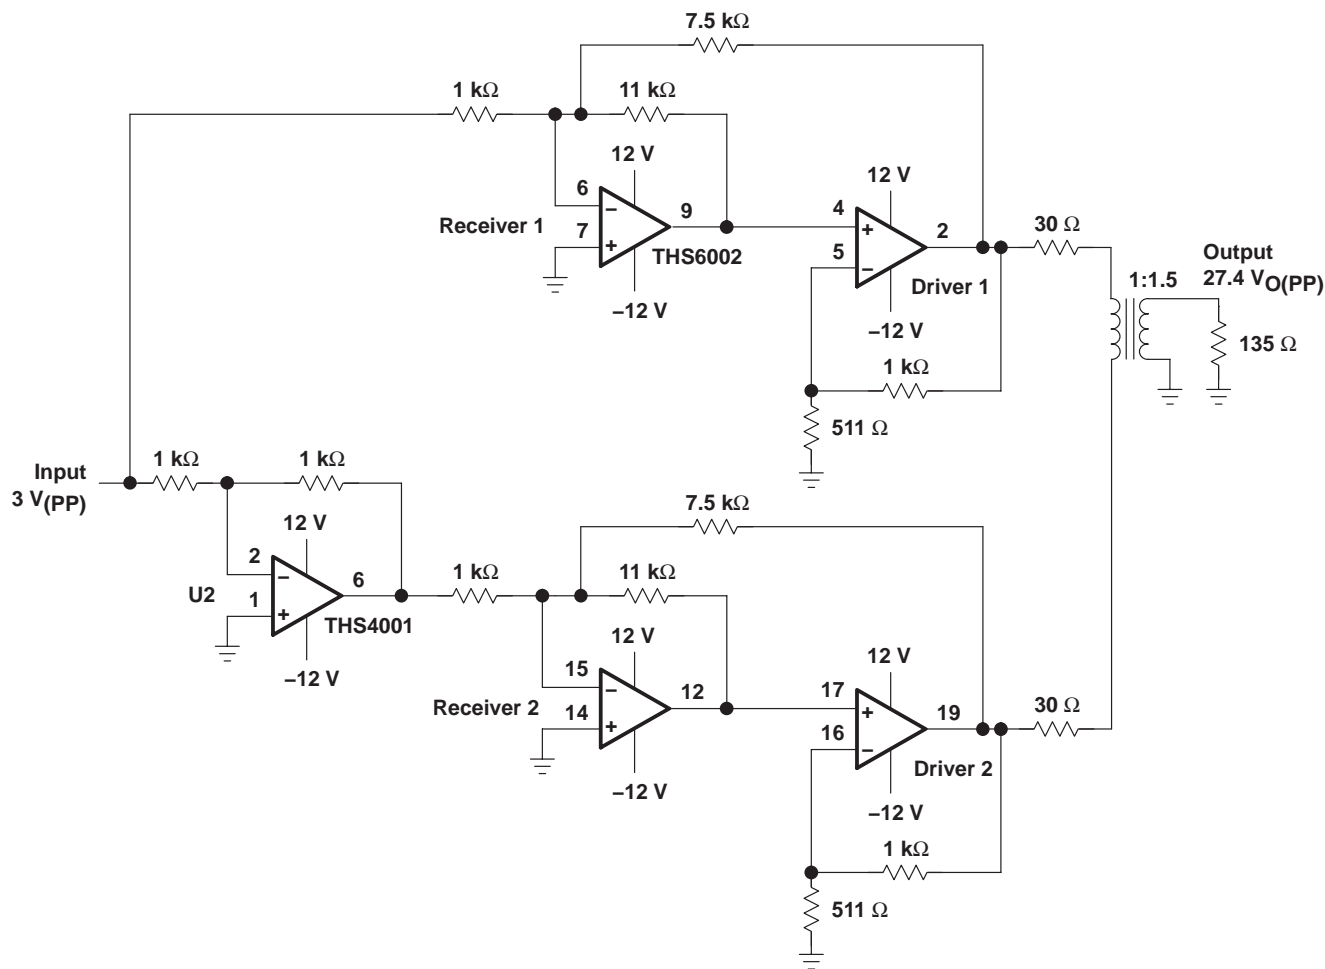 7.5 kΩ
1 kΩ
11 kΩ
12 V
6
–
7
+
9
Receiver 1
THS6002
–12 V
12 V
4
+
5
–
2
Driver 1
–12 V
30 Ω
1:1.5
Output
27.4 VO(PP)
135 Ω
1 kΩ
511 Ω
Input
3 V(PP)
1 kΩ
1 kΩ
12 V
2
–
1
+
6
U2
THS4001
–12 V
7.5 kΩ
1 kΩ
11 kΩ
12 V
15
–
14
+
12
Receiver 2
–12 V
12 V
17
+
16
–
19
Driver 2
–12 V
30 Ω
1 kΩ
511 Ω